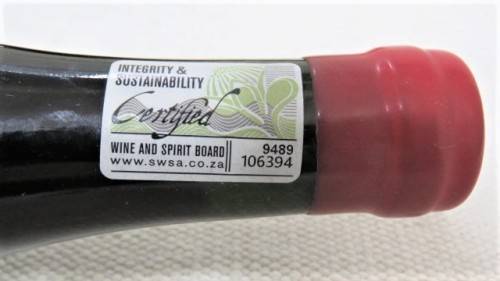 INTEGRITY &
SUSTAINABILITY
Certified
WINE AND SPIRIT BOARD 9489
www.swsa.co.za 106394